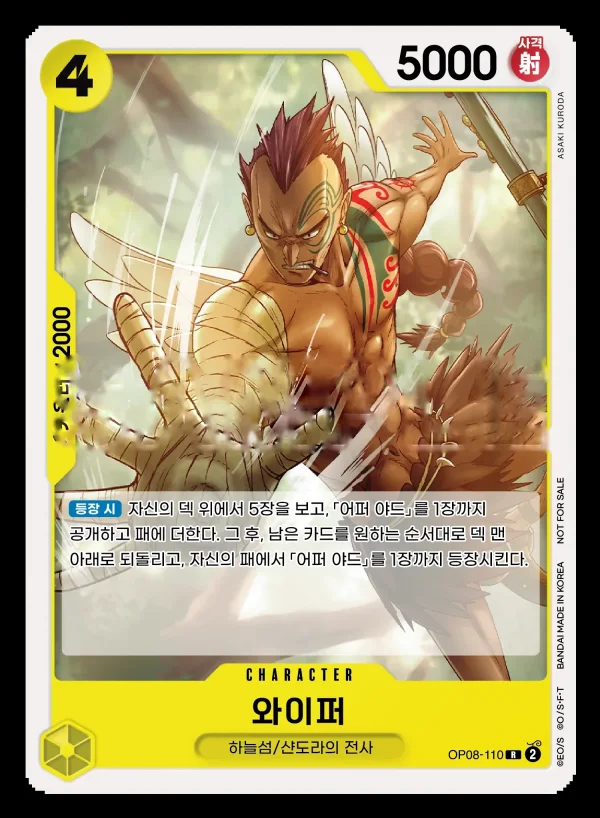 4
5000
사격
射
ASAKI KURODA
2000
등장 시 자신의 덱 위에서 5장을 보고, 「어퍼 야드」를 1장까지
공개하고 패에 더한다. 그 후, 남은 카드를 원하는 순서대로 덱 맨
아래로 되돌리고, 자신의 패에서 「어퍼 야드」를 1장까지 등장시킨다.
NOT FOR SALE
BANDAI MADE IN KOREA
©EO/S ©O/S·F·T
CHARACTER
와이퍼
하늘섬/샨도라의 전사
OP08-110 R 2